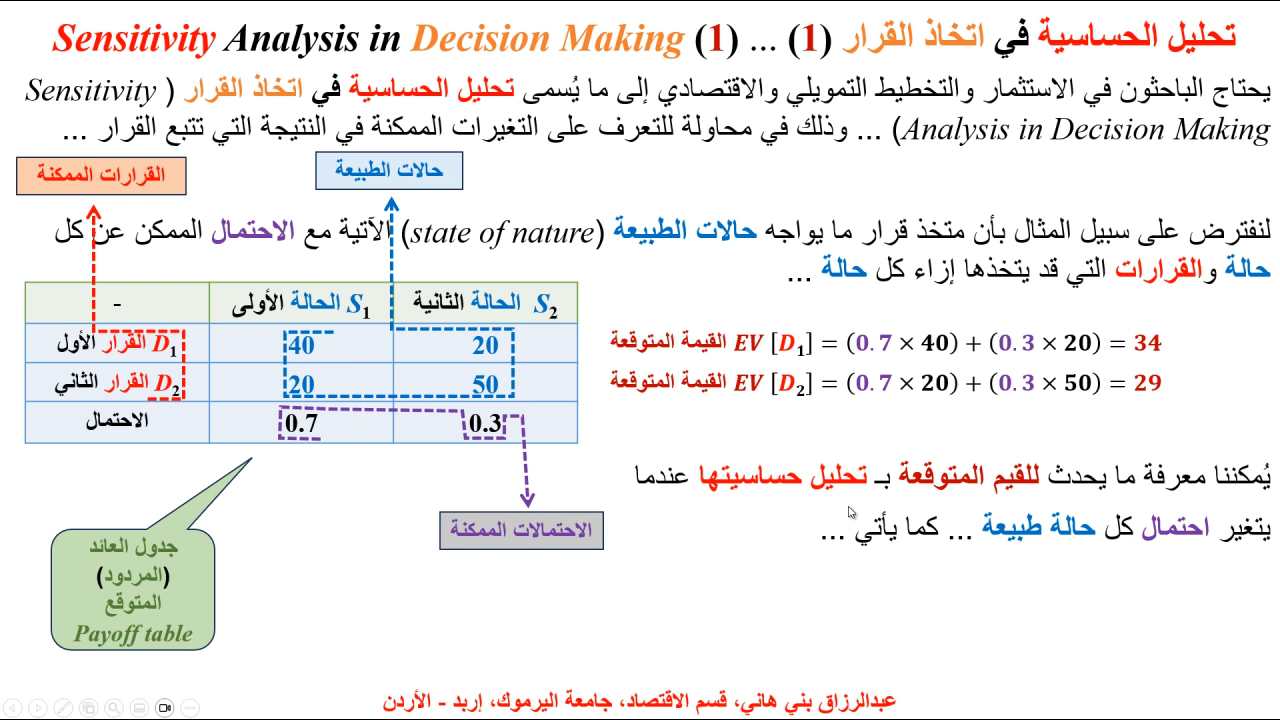 تحليل الحساسية في اتخاذ القرار (1) ... Sensitivity Analysis in Decision Making (1)
يحتاج الباحثون في الاستثمار والتخطيط التمويلي والاقتصادي إلى ما يُسمى تحليل الحساسية في اتخاذ القرار (Sensitivity
Analysis in Decision Making) ... وذلك في محاولة للتعرف على التغيرات الممكنة في النتيجة التي تتبع القرار ...
حالات الطبيعة
القرارات الممكنة
لنفترض على سبيل المثال بأن متخذ قرار ما يواجه حالات الطبيعة (state of nature) الآتية مع الاحتمال الممكن عن كل
حالة والقرارات التي قد يتخذها إزاء كل حالة ...
- الحالة الأولى S₁ الحالة الثانية S₂
القرار الأول D₁ 40 20
القرار الثاني D₂ 20 50
الاحتمال 0.7 0.3
القيمة المتوقعة EV [D₁] = (0.7 × 40) + (0.3 × 20) = 34
القيمة المتوقعة EV [D₂] = (0.7 × 20) + (0.3 × 50) = 29
يُمكننا معرفة ما يحدث للقيم المتوقعة بـ تحليل حساسيتها عندما
يتغير احتمال كل حالة طبيعة ... كما يأتي ...
الاحتمالات الممكنة
جدول العائد
(المردود)
المتوقع
Payoff table
عبدالرزاق بني هاني، قسم الاقتصاد، جامعة اليرموك، إربد - الأردن